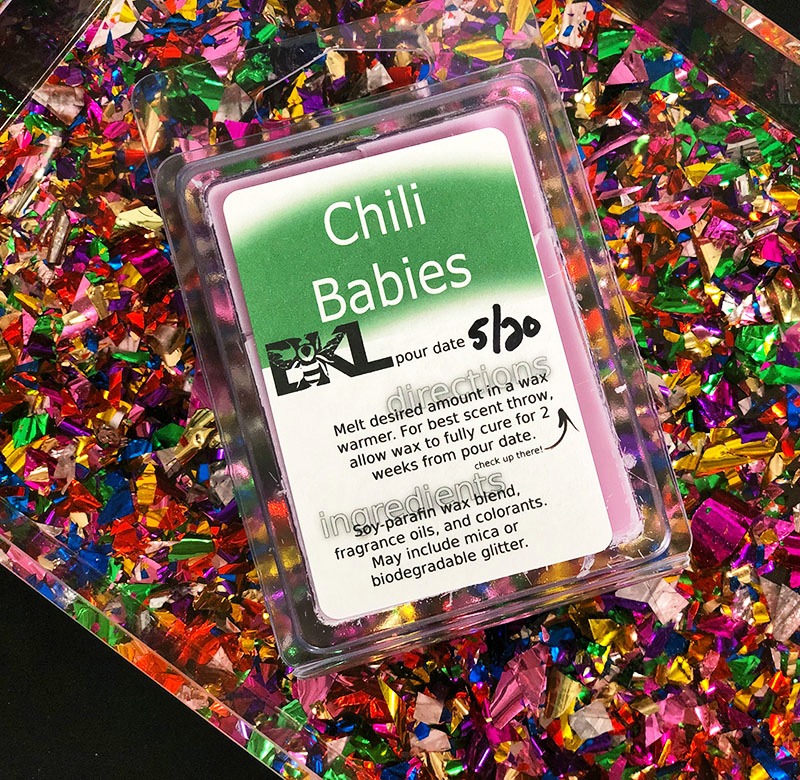 Chili
Babies
BKL pour date 5/20
directions
Melt desired amount in a wax
warmer. For best scent throw,
allow wax to fully cure for 2
weeks from pour date.
check up there!
ingredients
Soy-parafin wax blend,
fragrance oils, and colorants.
May include mica or
biodegradable glitter.